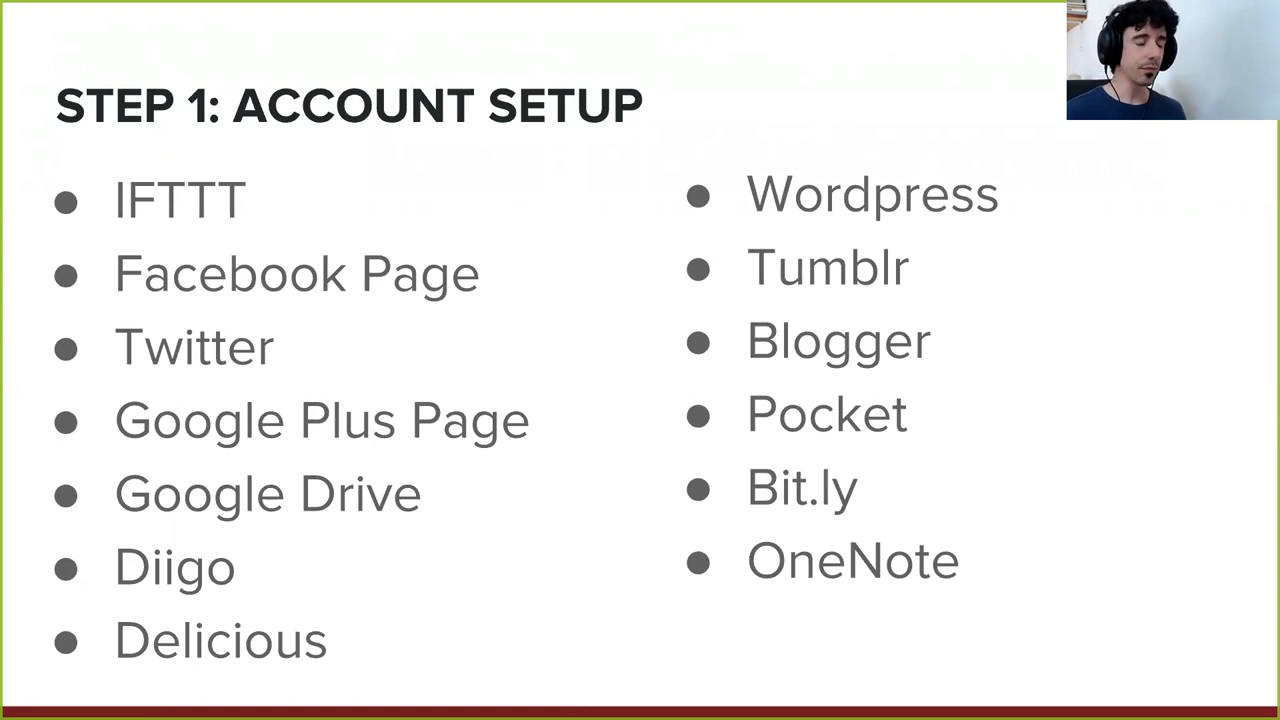 STEP 1: ACCOUNT SETUP
● IFTTT
● Facebook Page
● Twitter
● Google Plus Page
● Google Drive
● Diigo
● Delicious
● Wordpress
● Tumblr
● Blogger
● Pocket
● Bit.ly
● OneNote